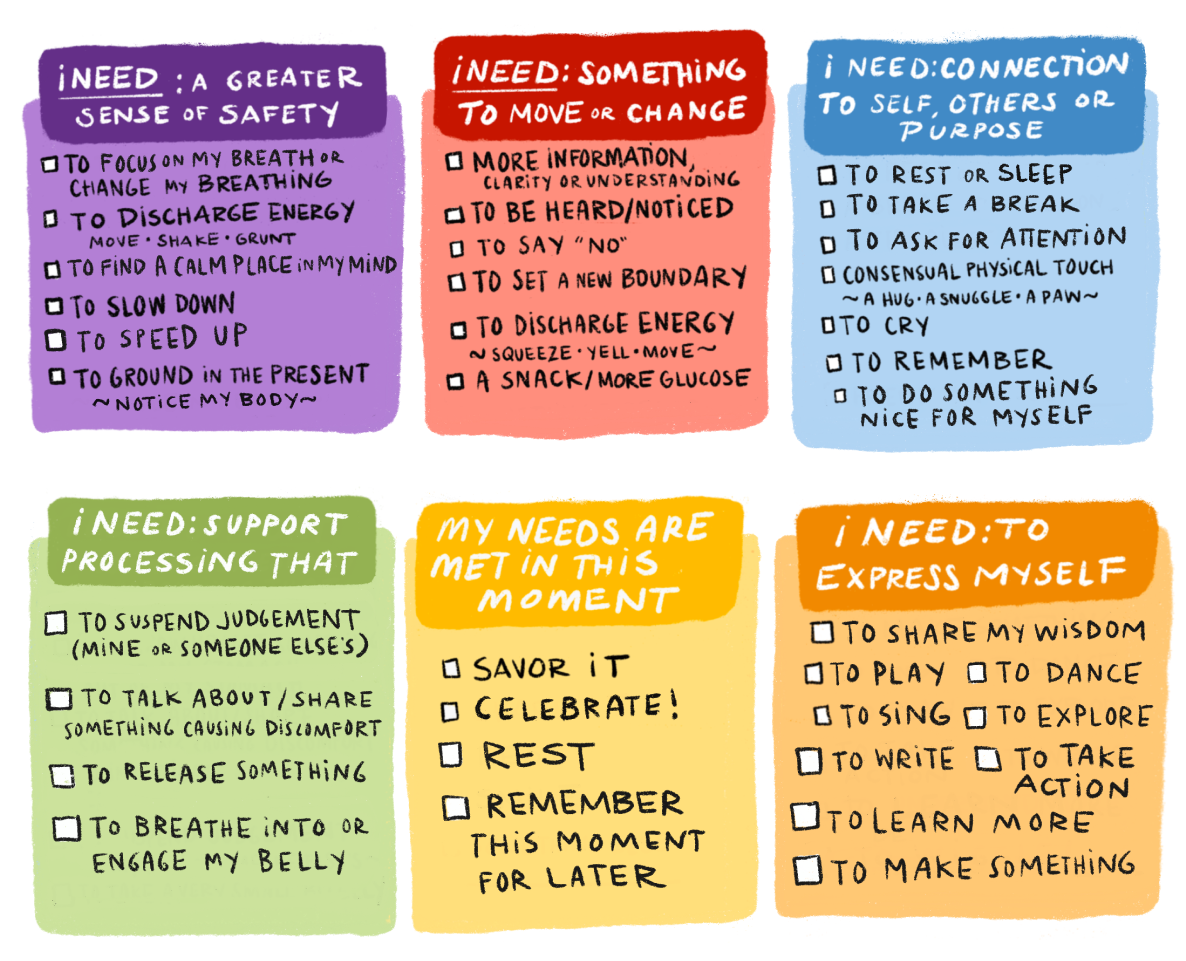 iNEED : A GREATER
SENSE OF SAFETY
TO FOCUS ON MY BREATH OR
CHANGE MY BREATHING
TO DiSCHARGE ENERGY
MOVE • SHAKE • GRUNT
TO FiND A CALM PLACE iN MY MiND
TO SLOW DOWN
TO SPEED UP
TO GROUND iN THE PRESENT
~NOTiCE MY BODY~
iNEED: SOMETHiNG
TO MOVE OR CHANGE
MORE iNFORMATiON,
CLARiTY OR UNDERSTANDiNG
TO BE HEARD/NOTiCED
TO SAY "NO"
TO SET A NEW BOUNDARY
TO DiSCHARGE ENERGY
~ SQUEEZE • YELL • MOVE ~
A SNACK/MORE GLUCOSE
i NEED: CONNECTiON
TO SELF, OTHERS OR
PURPOSE
TO REST OR SLEEP
TO TAKE A BREAK
TO ASK FOR ATTENTiON
CONSENSUAL PHYSiCAL TOUCH
~ A HUG • A SNUGGLE • A PAW ~
TO CRY
TO REMEMBER
TO DO SOMETHiNG
NiCE FOR MYSELF
i NEED: SUPPORT
PROCESSiNG THAT
TO SUSPEND JUDGEMENT
(MiNE OR SOMEONE ELSE'S)
TO TALK ABOUT / SHARE
SOMETHiNG CAUSiNG DiSCOMFORT
TO RELEASE SOMETHiNG
TO BREATHE iNTO OR
ENGAGE MY BELLY
MY NEEDS ARE
MET iN THiS
MOMENT
SAVOR iT
CELEBRATE!
REST
REMEMBER
THiS MOMENT
FOR LATER
i NEED: TO
EXPRESS MYSELF
TO SHARE MY WiSDOM
TO PLAY TO DANCE
TO SiNG TO EXPLORE
TO WRiTE TO TAKE
ACTiON
TO LEARN MORE
TO MAKE SOMETHiNG